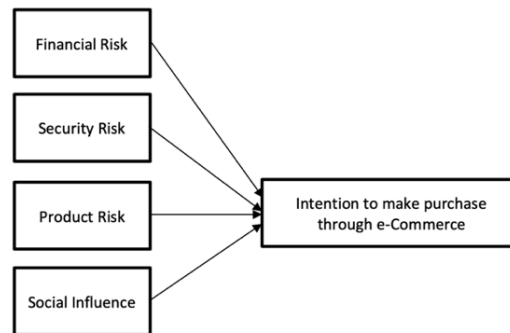 Financial Risk
Security Risk
Product Risk
Social Influence
Intention to make purchase
through e-Commerce